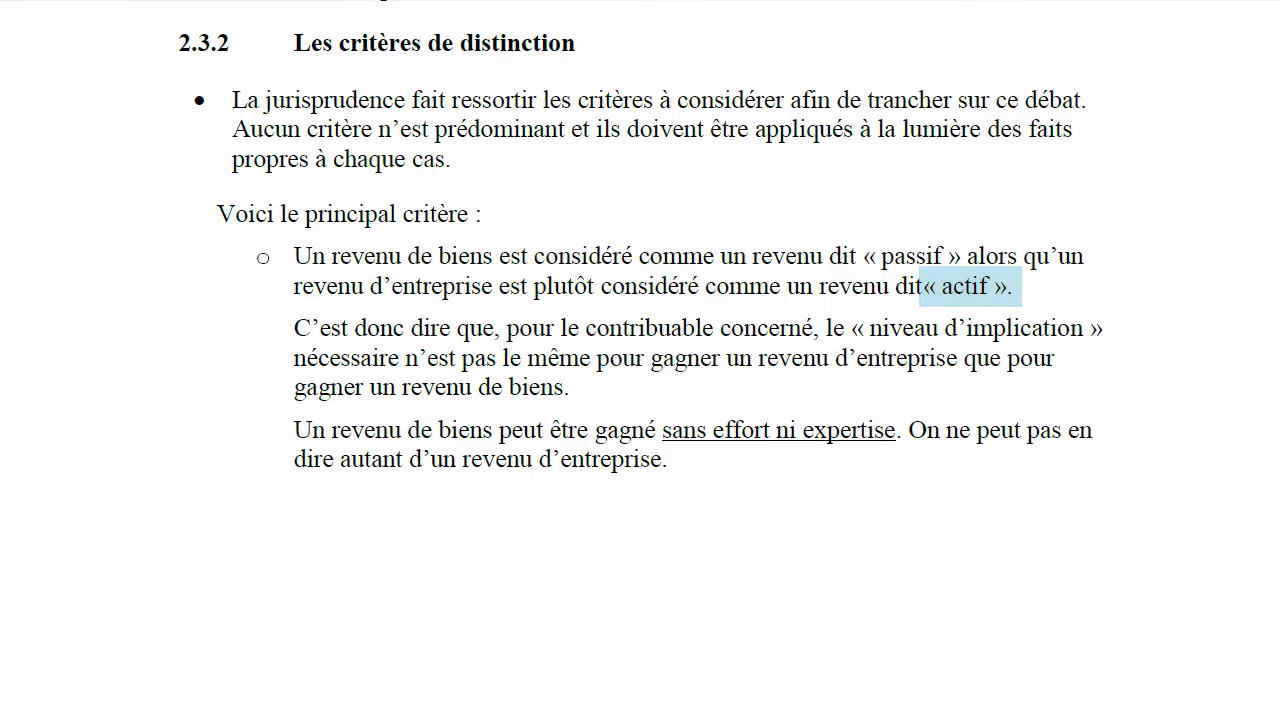 2.3.2 Les critères de distinction
• La jurisprudence fait ressortir les critères à considérer afin de trancher sur ce débat.
Aucun critère n’est prédominant et ils doivent être appliqués à la lumière des faits
propres à chaque cas.
Voici le principal critère :
o Un revenu de biens est considéré comme un revenu dit « passif » alors qu’un
revenu d’entreprise est plutôt considéré comme un revenu dit« actif ».
C’est donc dire que, pour le contribuable concerné, le « niveau d’implication »
nécessaire n’est pas le même pour gagner un revenu d’entreprise que pour
gagner un revenu de biens.
Un revenu de biens peut être gagné sans effort ni expertise. On ne peut pas en
dire autant d’un revenu d’entreprise.